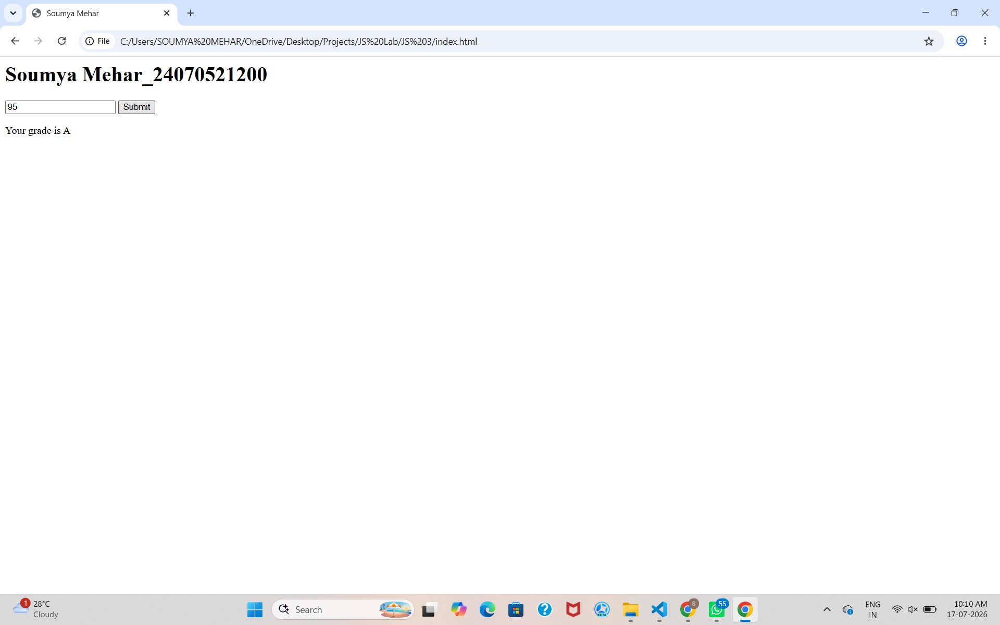 Soumya Mehar
File
C:/Users/SOUMYA%20MEHAR/OneDrive/Desktop/Projects/JS%20Lab/JS%203/index.html
Soumya Mehar_24070521200
95 Submit
Your grade is A
1
28°C
Cloudy
Search
BETA
S
55
ENG
IN
10:10 AM
17-07-2026